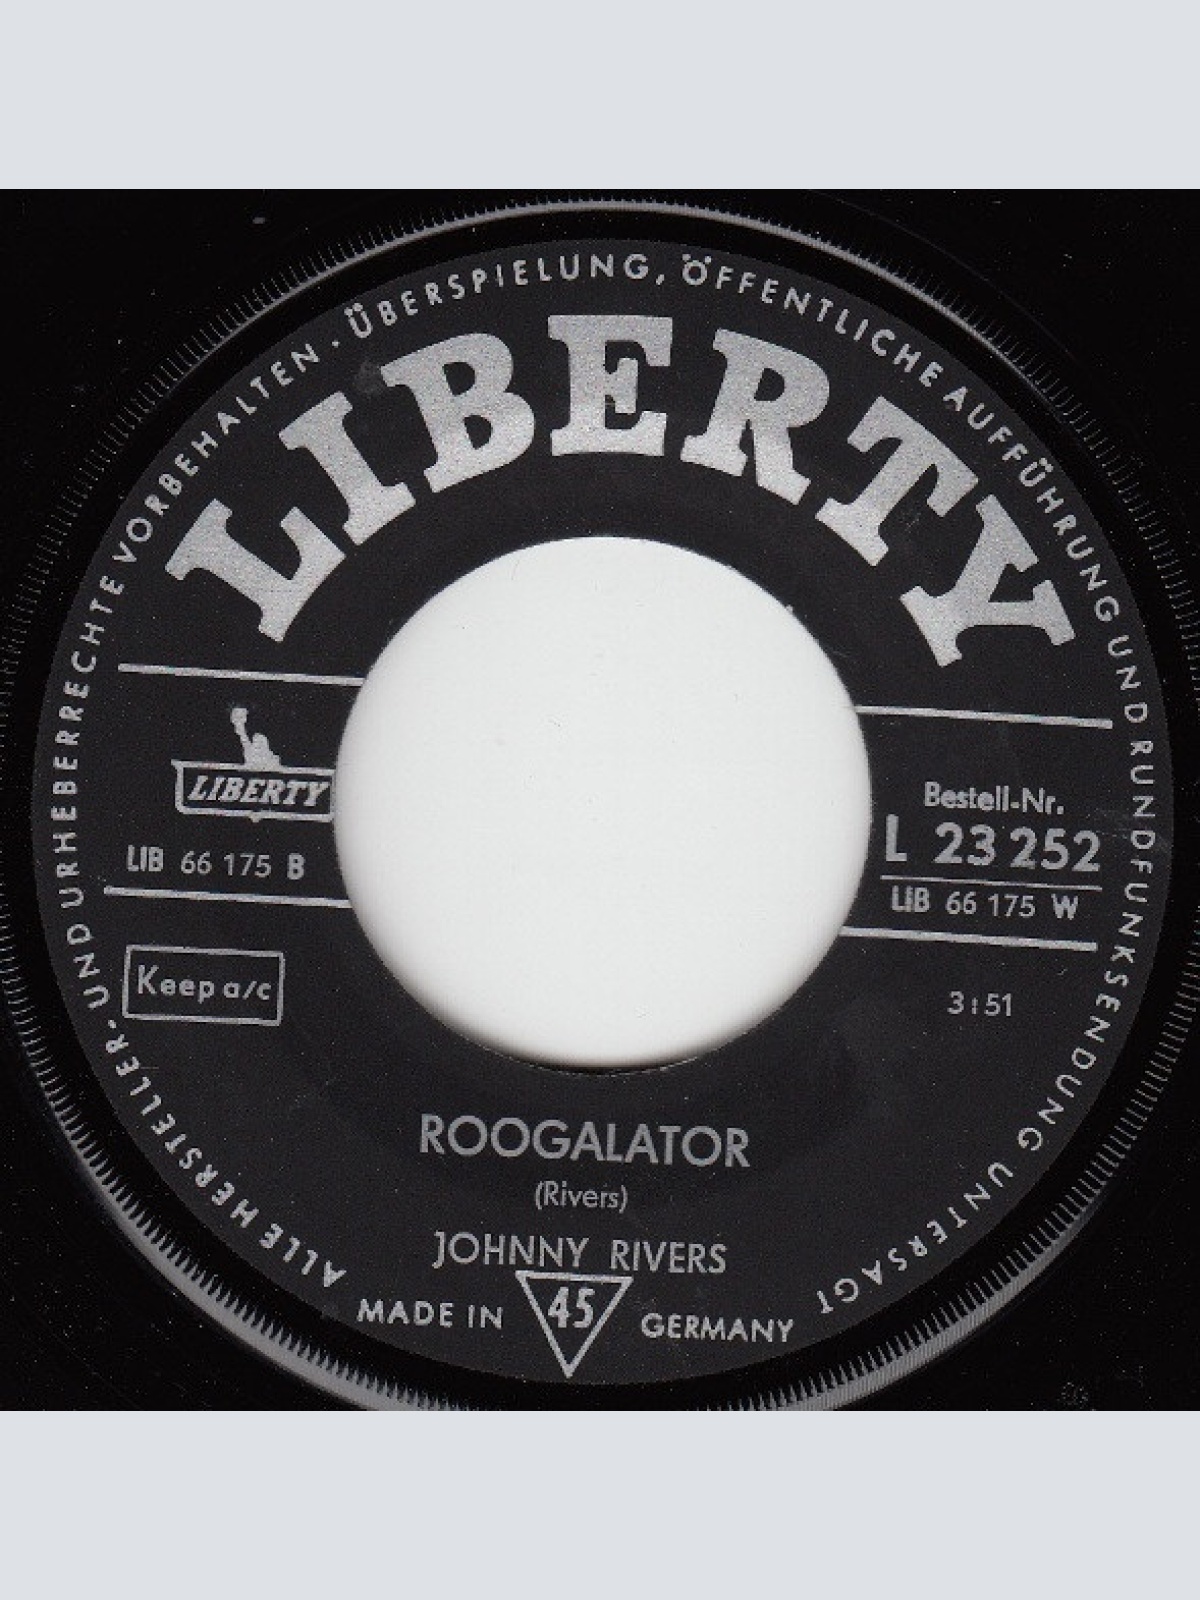 ALLE HERSTELLER- UND URHEBERRECHTE VORBEHALTEN · ÜBERSPIELUNG, ÖFFENTLICHE AUFFÜHRUNG UND RUNDFUNKSENDUNG UNTERSAGT
LIBERTY
LIBERTY
LIB 66 175 B
Bestell-Nr.
L 23 252
LIB 66 175 W
Keep a/c
3:51
ROOGALATOR
(Rivers)
JOHNNY RIVERS
MADE IN 45 GERMANY